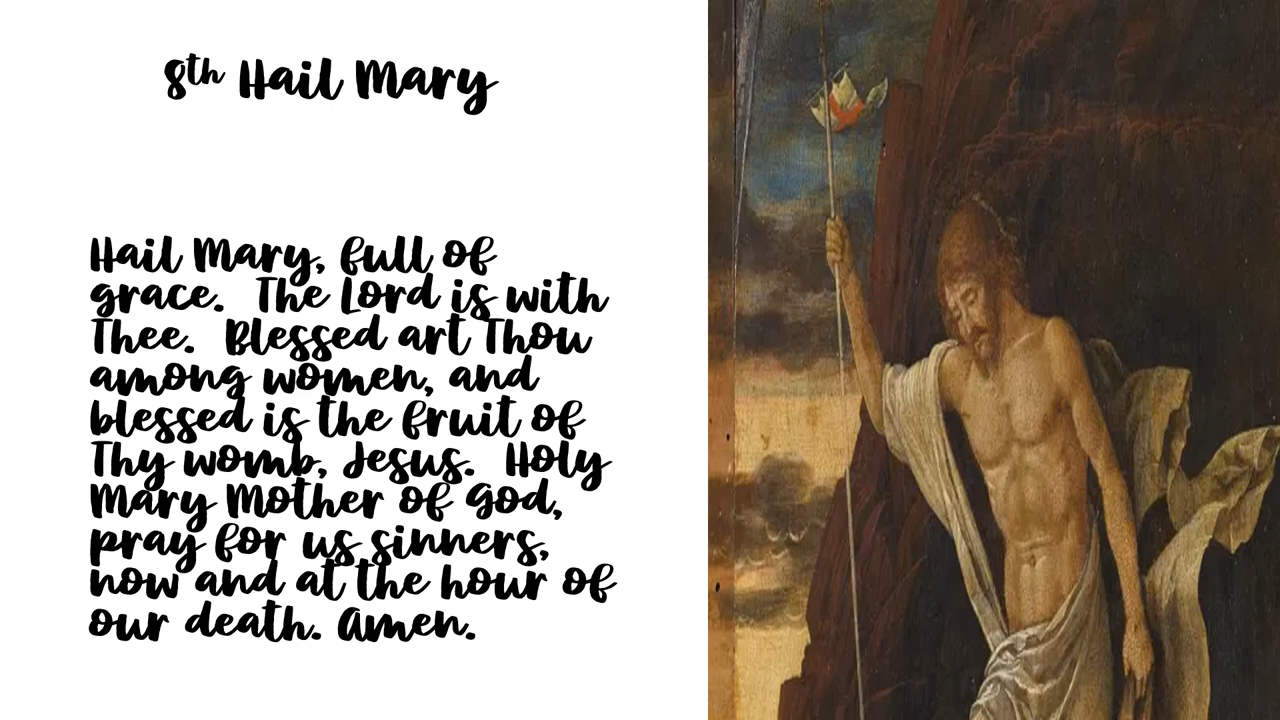 8th Hail Mary
Hail Mary, full of
grace.  The Lord is with
Thee.  Blessed art Thou
among women, and
blessed is the fruit of
Thy womb, Jesus.  Holy
Mary Mother of God,
pray for us sinners,
now and at the hour of
our death. Amen.